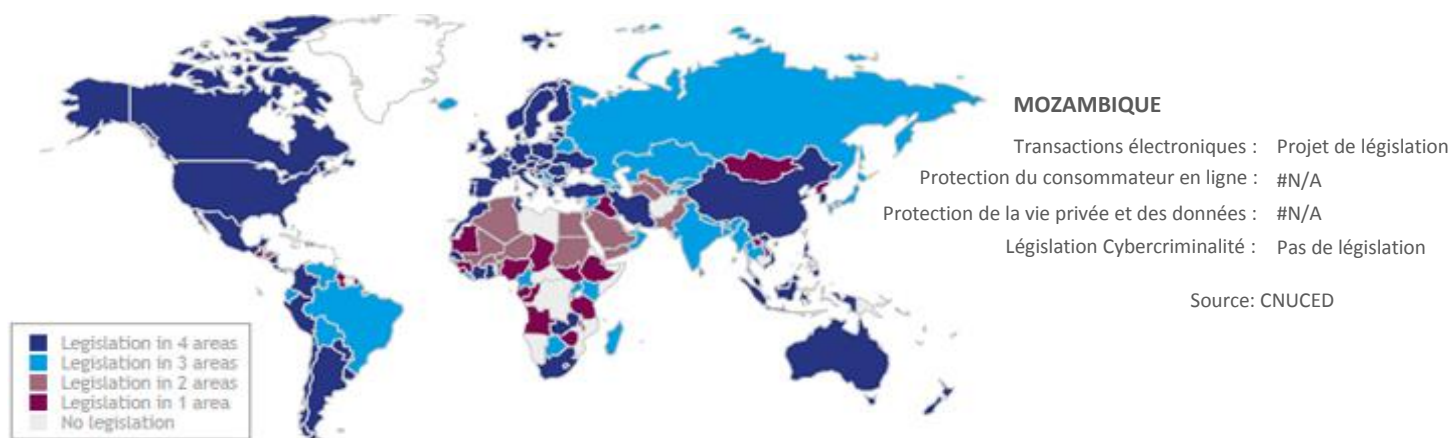 MOZAMBIQUE
Transactions électroniques : Projet de législation
Protection du consommateur en ligne : #N/A
Protection de la vie privée et des données : #N/A
Législation Cybercriminalité : Pas de législation
Source: CNUCED
Legislation in 4 areas
Legislation in 3 areas
Legislation in 2 areas
Legislation in 1 area
No legislation